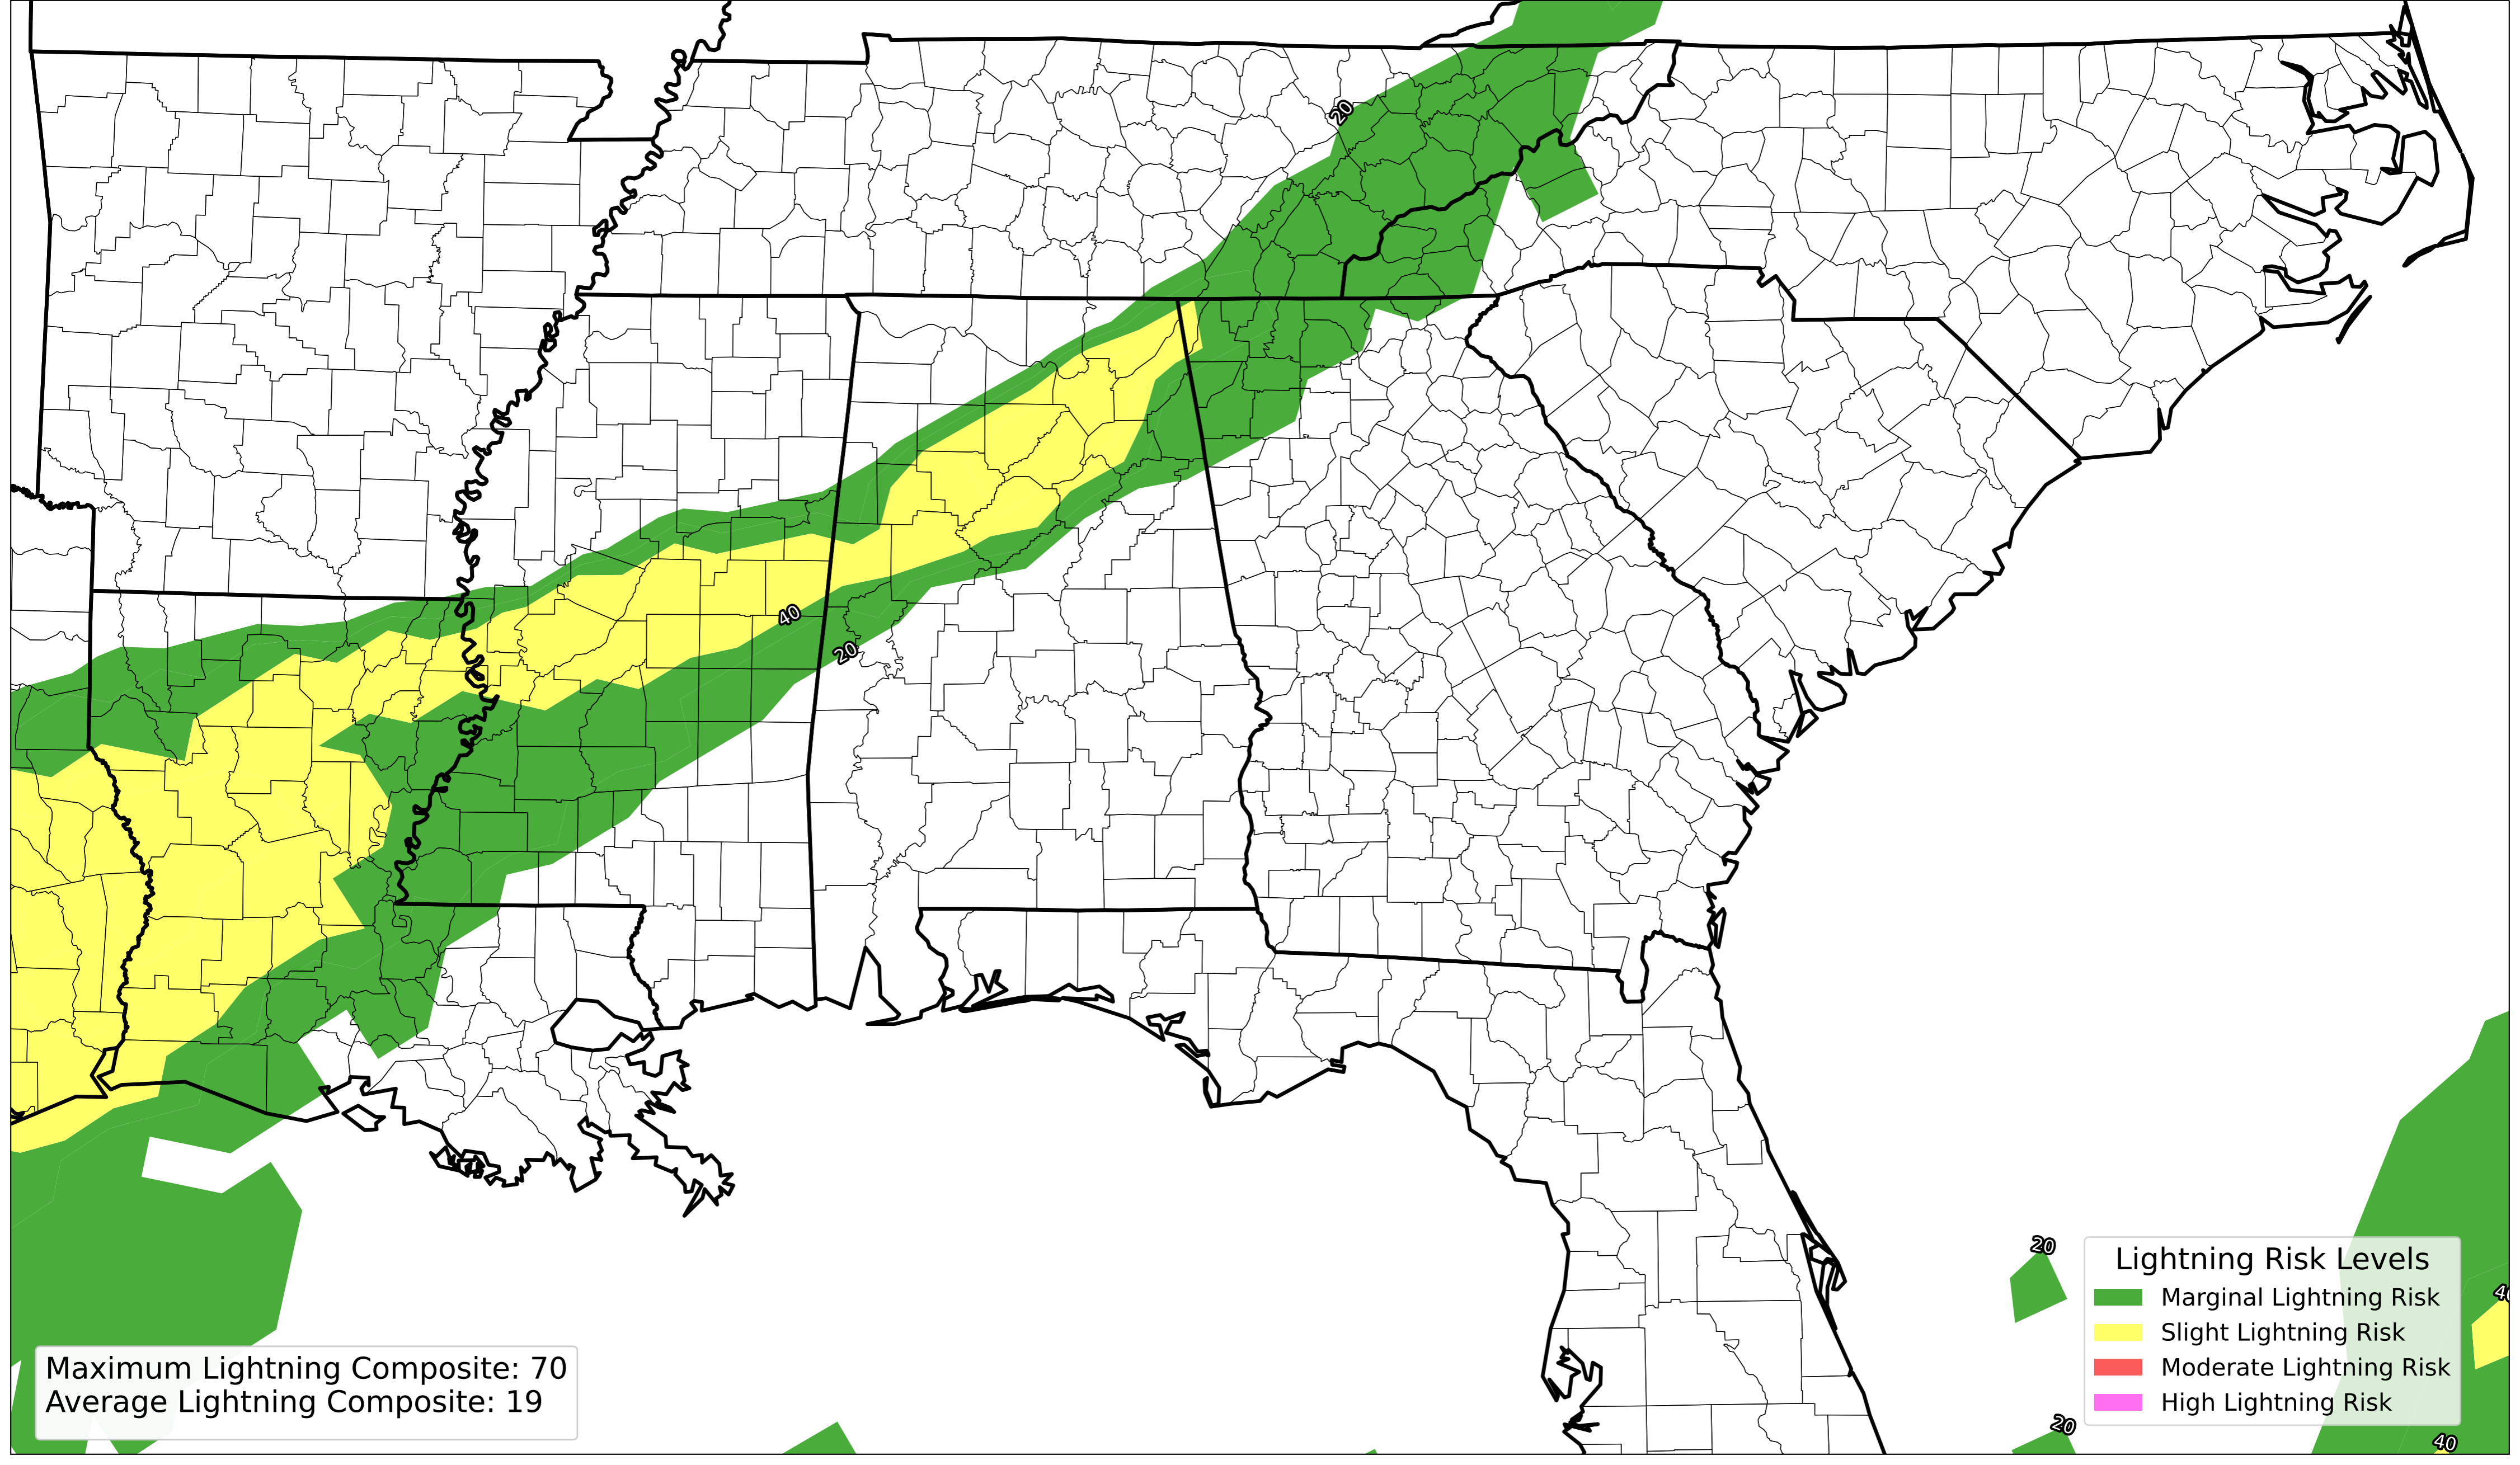 20
40
20
20
40
20
40
Lightning Risk Levels
Marginal Lightning Risk
Slight Lightning Risk
Moderate Lightning Risk
High Lightning Risk
Maximum Lightning Composite: 70
Average Lightning Composite: 19